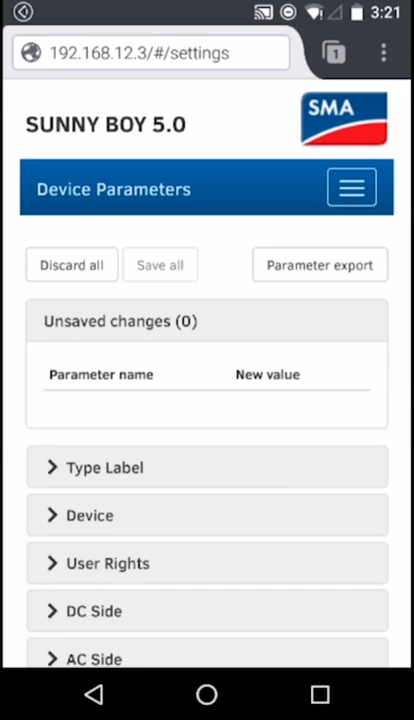 3:21
192.168.12.3/#/settings
1
SUNNY BOY 5.0
SMA
Device Parameters
Discard all
Save all
Parameter export
Unsaved changes (0)
Parameter name
New value
Type Label
Device
User Rights
DC Side
AC Side